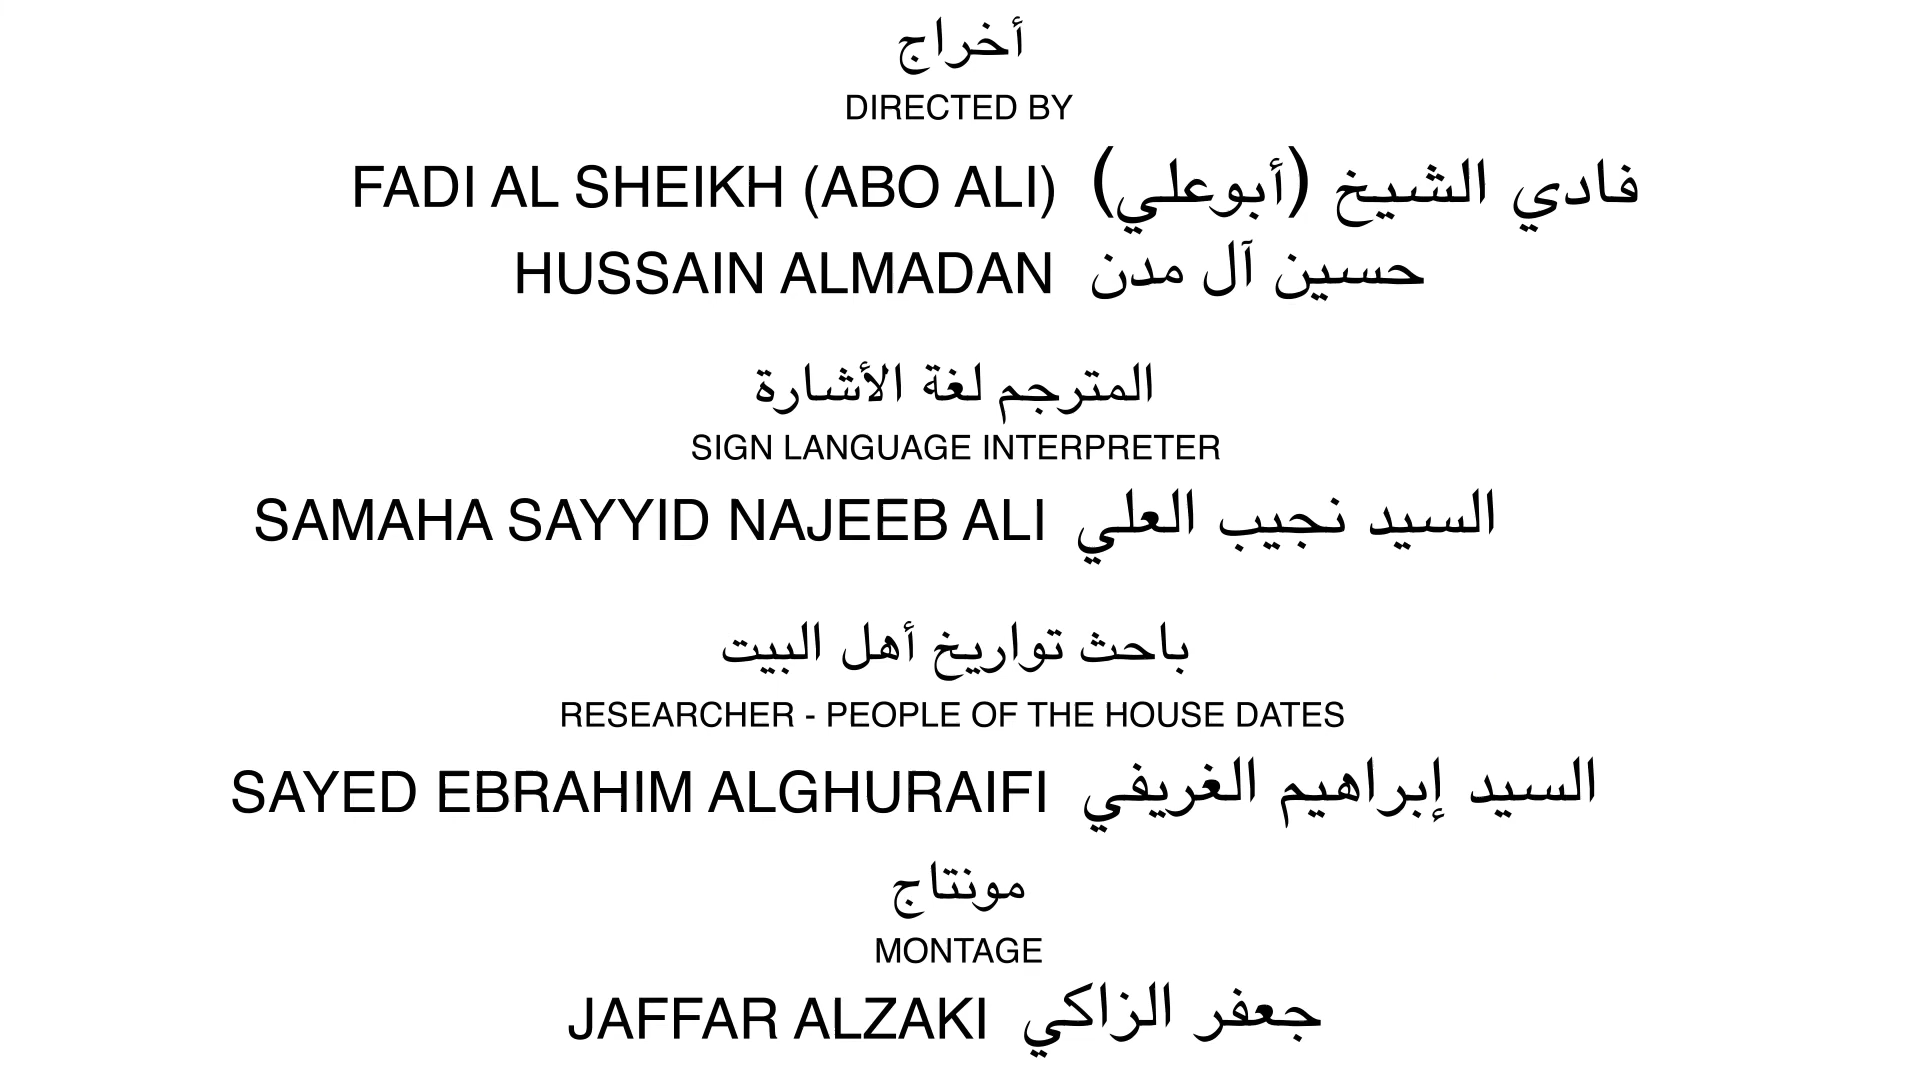 أخراج
DIRECTED BY
FADI AL SHEIKH (ABO ALI) فادي الشيخ (أبوعلي)
HUSSAIN ALMADAN حسين آل مدن
المترجم لغة الأشارة
SIGN LANGUAGE INTERPRETER
SAMAHA SAYYID NAJEEB ALI السيد نجيب العلي
باحث تواريخ أهل البيت
RESEARCHER - PEOPLE OF THE HOUSE DATES
SAYED EBRAHIM ALGHURAIFI السيد إبراهيم الغريفي
مونتاج
MONTAGE
JAFFAR ALZAKI جعفر الزاكي